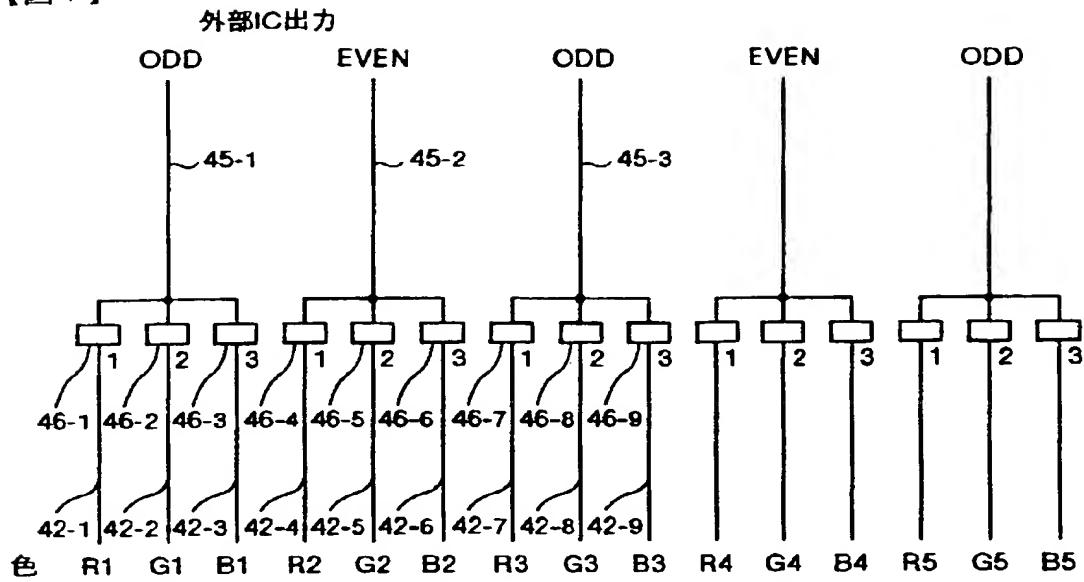 外部IC出力
ODD EVEN ODD EVEN ODD
45-1 45-2 45-3
1 2 3 1 2 3 1 2 3 1 2 3 1 2 3
46-1 46-2 46-3 46-4 46-5 46-6 46-7 46-8 46-9
42-1 42-2 42-3 42-4 42-5 42-6 42-7 42-8 42-9
色 R1 G1 B1 R2 G2 B2 R3 G3 B3 R4 G4 B4 R5 G5 B5